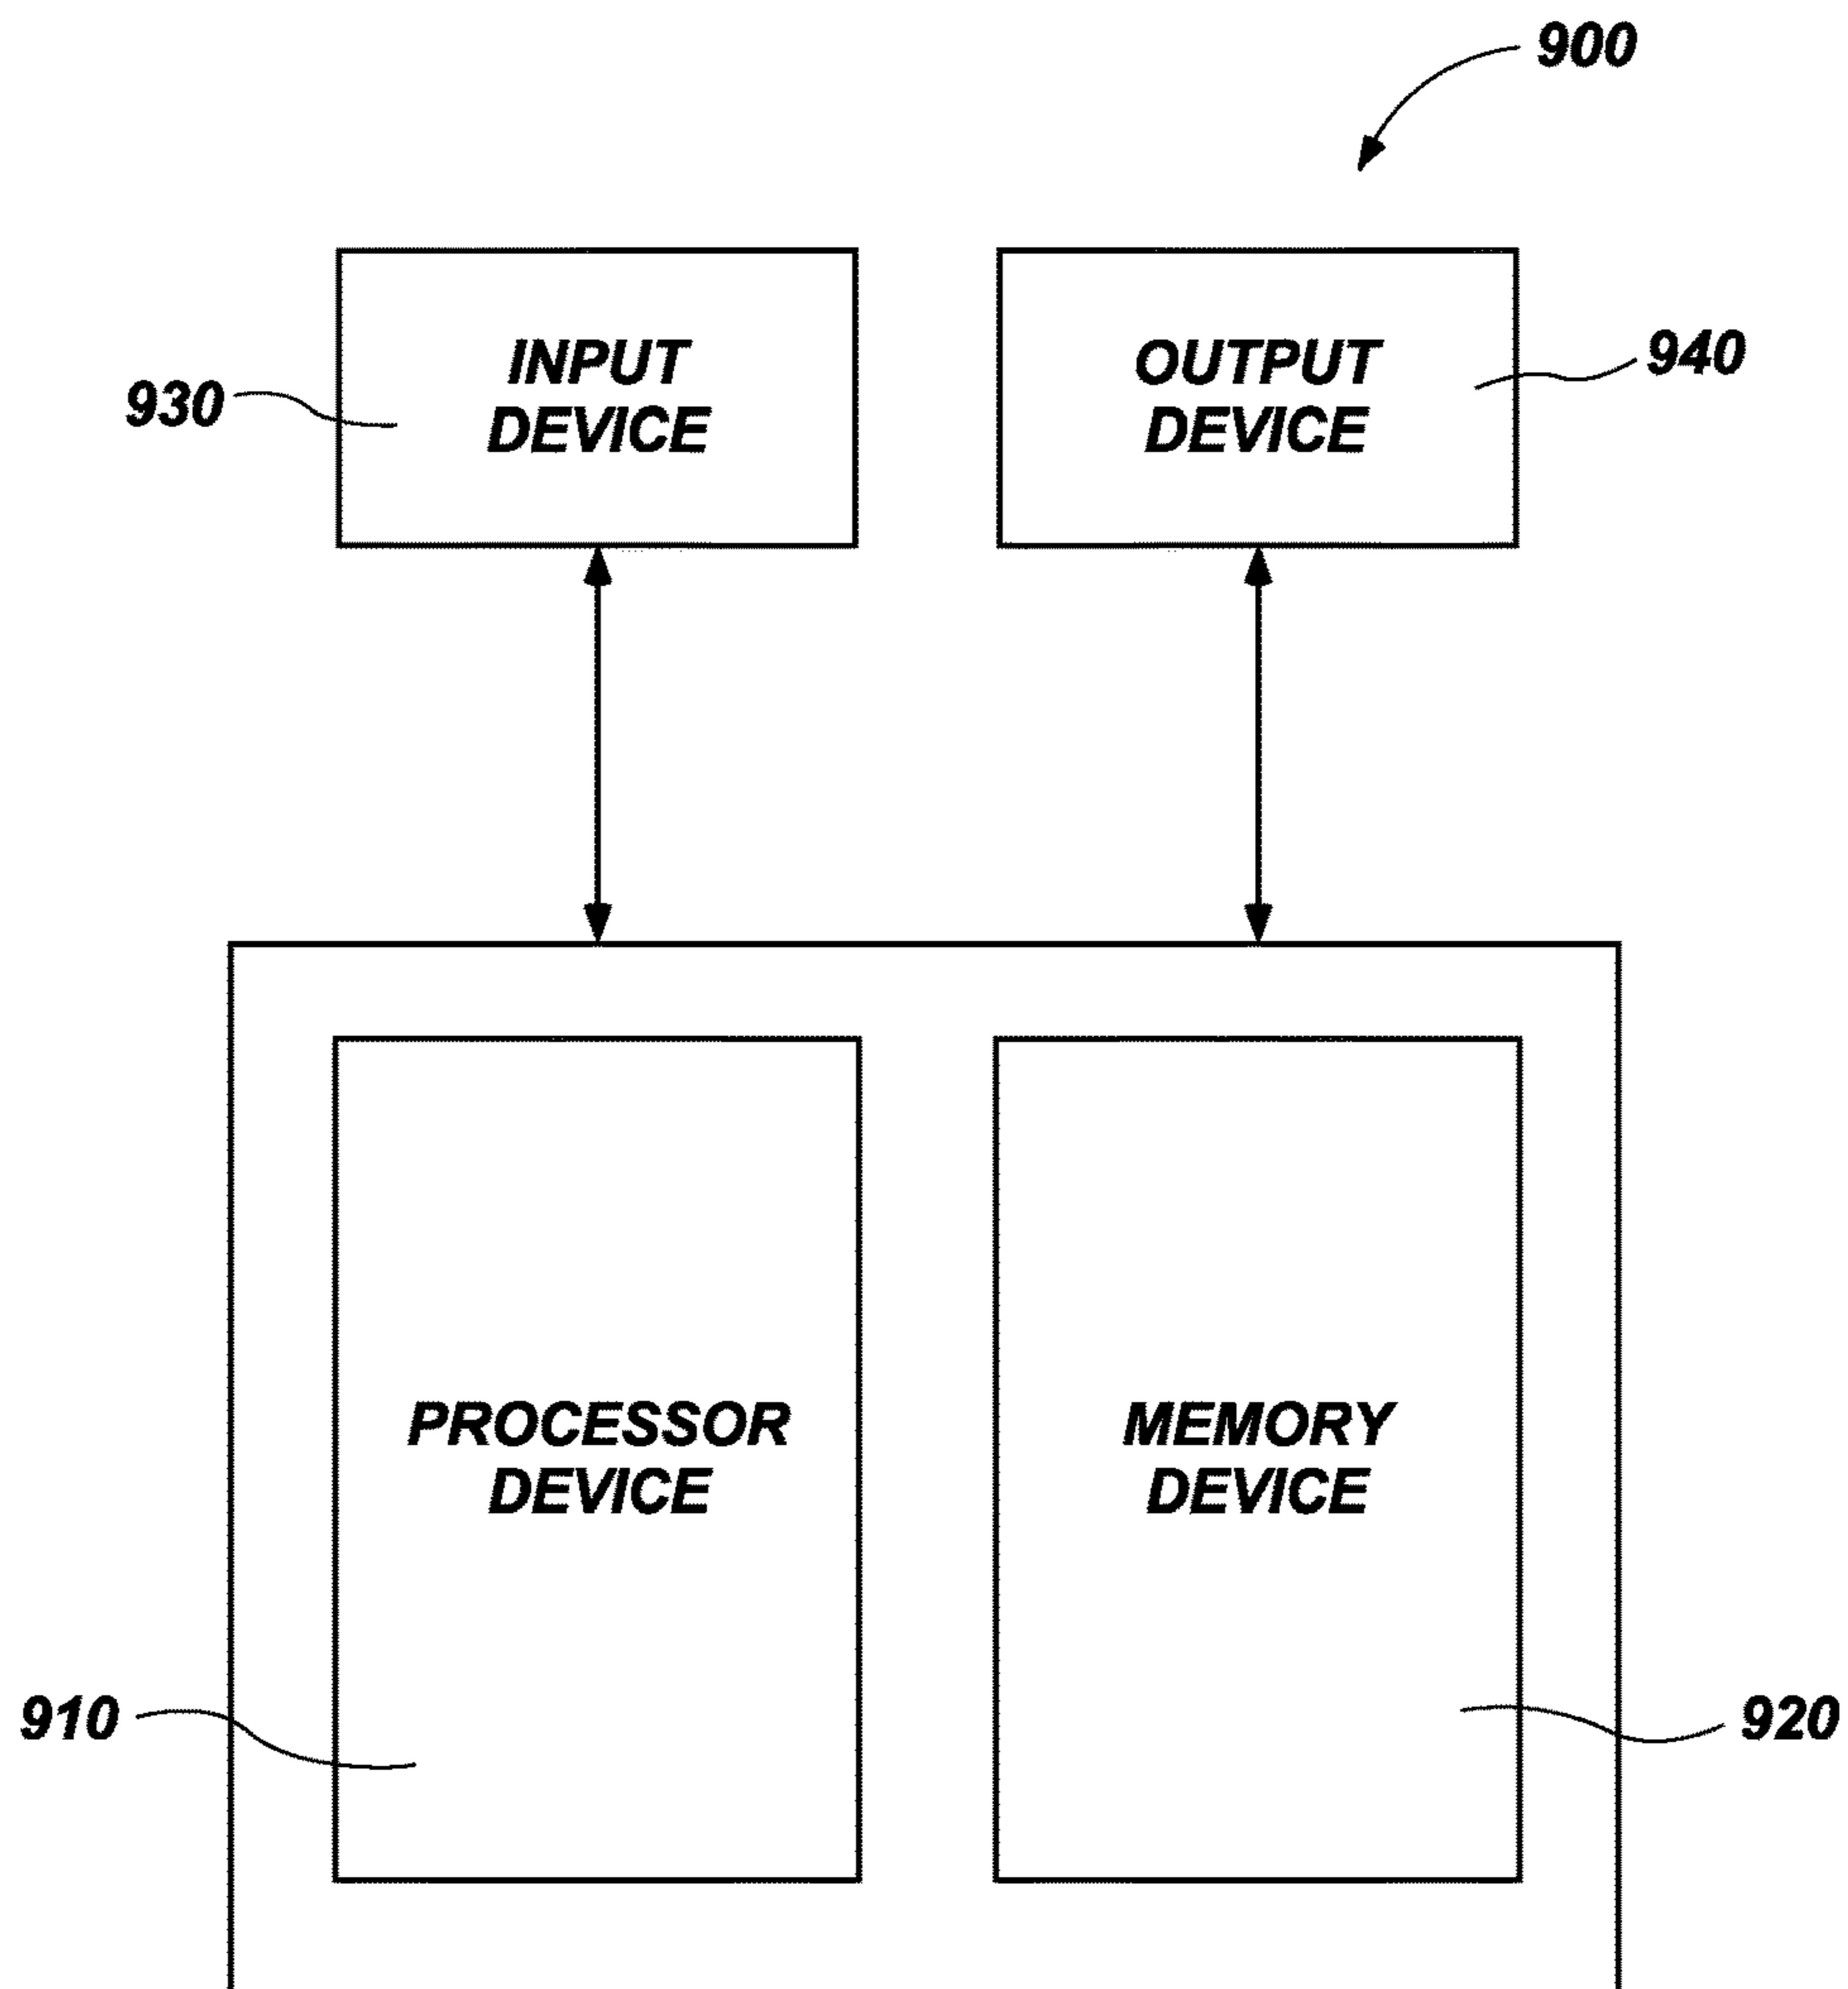 900
INPUT
DEVICE
930
OUTPUT
DEVICE
940
PROCESSOR
DEVICE
MEMORY
DEVICE
910
920